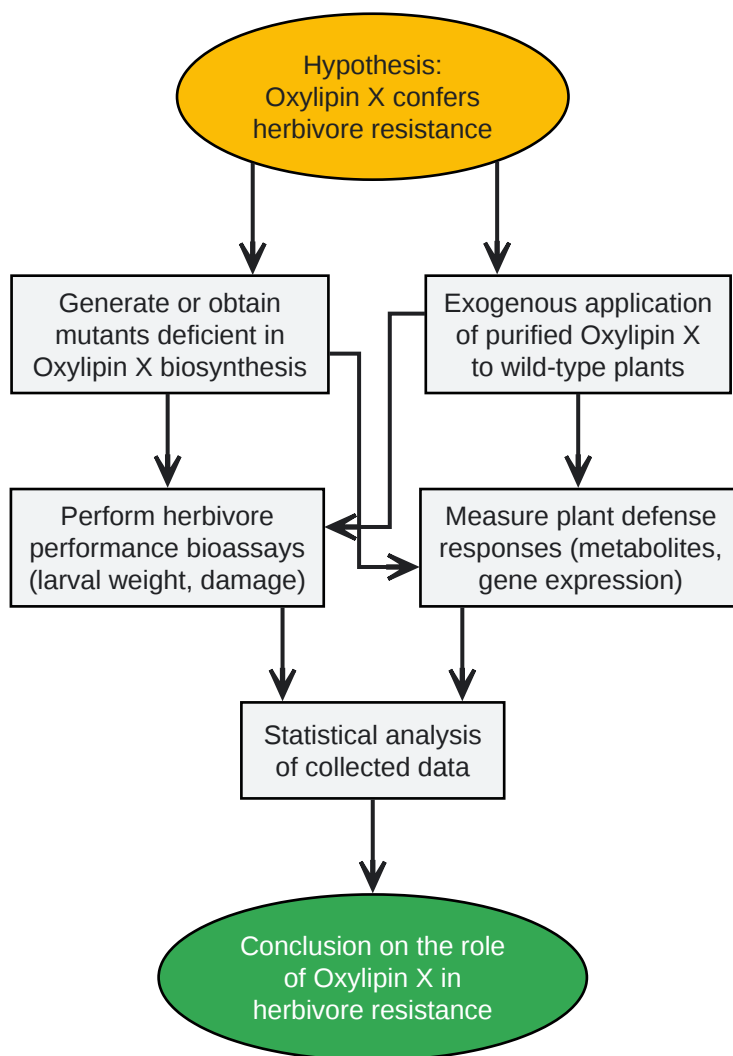 Hypothesis:
Oxylipin X confers
herbivore resistance
Generate or obtain
mutants deficient in
Oxylipin X biosynthesis
Exogenous application
of purified Oxylipin X
to wild-type plants
Perform herbivore
performance bioassays
(larval weight, damage)
Measure plant defense
responses (metabolites,
gene expression)
Statistical analysis
of collected data
Conclusion on the role
of Oxylipin X in
herbivore resistance